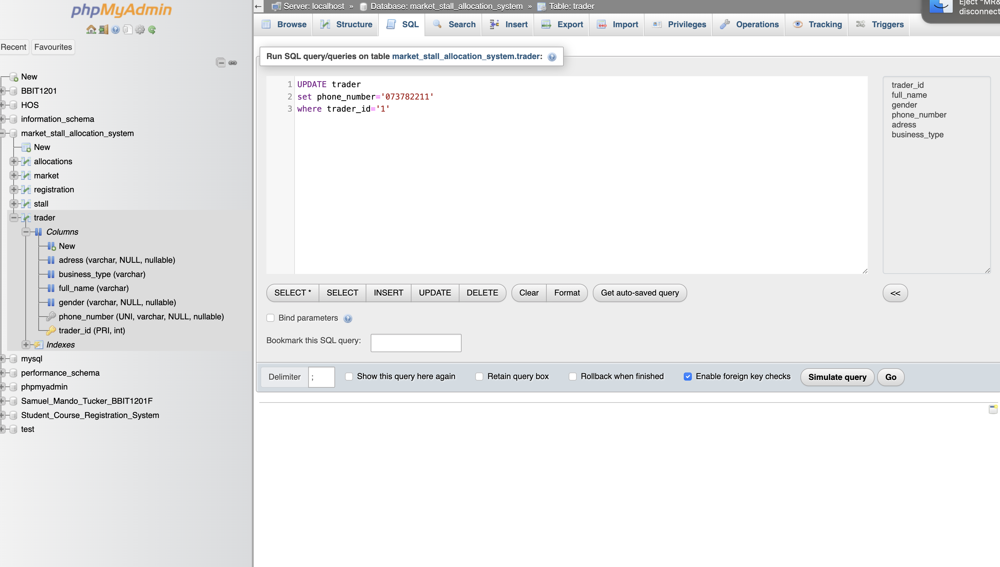 phpMyAdmin
Recent
Favourites
New
BBIT1201
HOS
information_schema
market_stall_allocation_system
New
allocations
market
registration
stall
trader
Columns
New
adress (varchar, NULL, nullable)
business_type (varchar)
full_name (varchar)
gender (varchar, NULL, nullable)
phone_number (UNI, varchar, NULL, nullable)
trader_id (PRI, int)
Indexes
mysql
performance_schema
phpmyadmin
Samuel_Mando_Tucker_BBIT1201F
Student_Course_Registration_System
test
Server: localhost » Database: market_stall_allocation_system » Table: trader
Eject "MR&
disconnect
Browse Structure SQL Search Insert Export Import Privileges Operations Tracking Triggers
Run SQL query/queries on table market_stall_allocation_system.trader:
1 UPDATE trader
2 set phone_number='073782211'
3 where trader_id='1'
trader_id
full_name
gender
phone_number
adress
business_type
SELECT * SELECT INSERT UPDATE DELETE Clear Format Get auto-saved query <<
Bind parameters
Bookmark this SQL query:
Delimiter ; Show this query here again Retain query box Rollback when finished Enable foreign key checks Simulate query Go